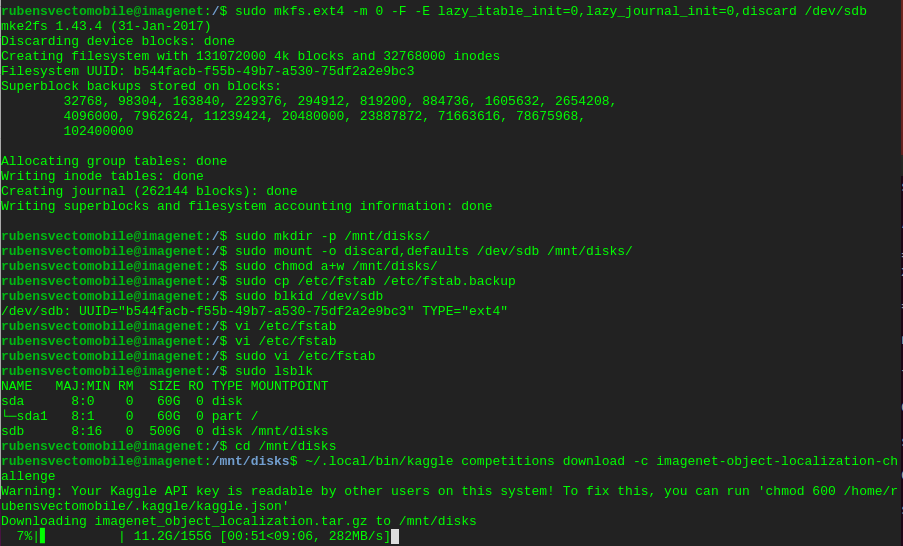 rubensvectomobile@imagenet:/$ sudo mkfs.ext4 -m 0 -F -E lazy_itable_init=0,lazy_journal_init=0,discard /dev/sdb
mke2fs 1.43.4 (31-Jan-2017)
Discarding device blocks: done
Creating filesystem with 131072000 4k blocks and 32768000 inodes
Filesystem UUID: b544facb-f55b-49b7-a530-75df2a2e9bc3
Superblock backups stored on blocks:
        32768, 98304, 163840, 229376, 294912, 819200, 884736, 1605632, 2654208,
        4096000, 7962624, 11239424, 20480000, 23887872, 71663616, 78675968,
        102400000

Allocating group tables: done
Writing inode tables: done
Creating journal (262144 blocks): done
Writing superblocks and filesystem accounting information: done

rubensvectomobile@imagenet:/$ sudo mkdir -p /mnt/disks/
rubensvectomobile@imagenet:/$ sudo mount -o discard,defaults /dev/sdb /mnt/disks/
rubensvectomobile@imagenet:/$ sudo chmod a+w /mnt/disks/
rubensvectomobile@imagenet:/$ sudo cp /etc/fstab /etc/fstab.backup
rubensvectomobile@imagenet:/$ sudo blkid /dev/sdb
/dev/sdb: UUID="b544facb-f55b-49b7-a530-75df2a2e9bc3" TYPE="ext4"
rubensvectomobile@imagenet:/$ vi /etc/fstab
rubensvectomobile@imagenet:/$ vi /etc/fstab
rubensvectomobile@imagenet:/$ sudo vi /etc/fstab
rubensvectomobile@imagenet:/$ sudo lsblk
NAME   MAJ:MIN RM  SIZE RO TYPE MOUNTPOINT
sda      8:0    0   60G  0 disk
└─sda1   8:1    0   60G  0 part /
sdb      8:16   0  500G  0 disk /mnt/disks
rubensvectomobile@imagenet:/$ cd /mnt/disks
rubensvectomobile@imagenet:/mnt/disks$ ~/.local/bin/kaggle competitions download -c imagenet-object-localization-ch
allenge
Warning: Your Kaggle API key is readable by other users on this system! To fix this, you can run 'chmod 600 /home/r
ubensvectomobile/.kaggle/kaggle.json'
Downloading imagenet_object_localization.tar.gz to /mnt/disks
  7%|▋         | 11.2G/155G [00:51<09:06, 282MB/s]